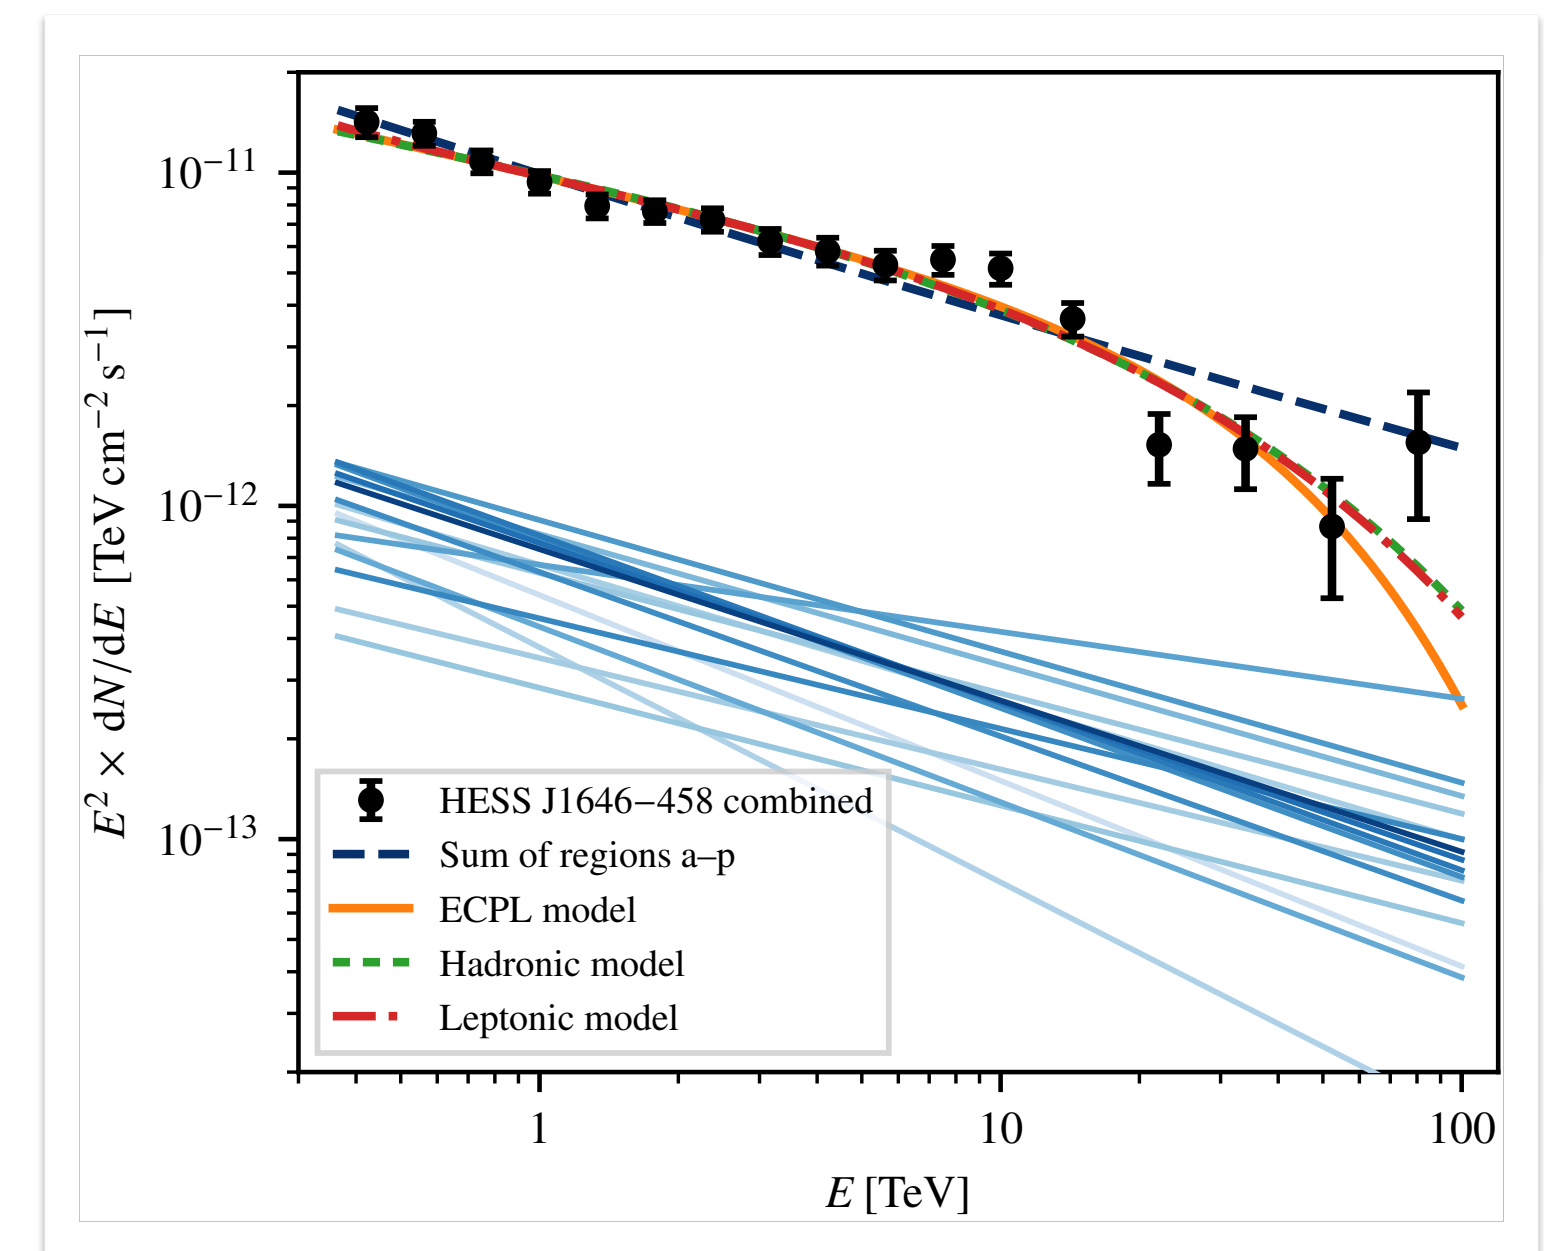 10⁻¹¹
10⁻¹²
10⁻¹³
E² × dN/dE [TeV cm⁻² s⁻¹]
HESS J1646−458 combined
Sum of regions a–p
ECPL model
Hadronic model
Leptonic model
1
10
100
E [TeV]